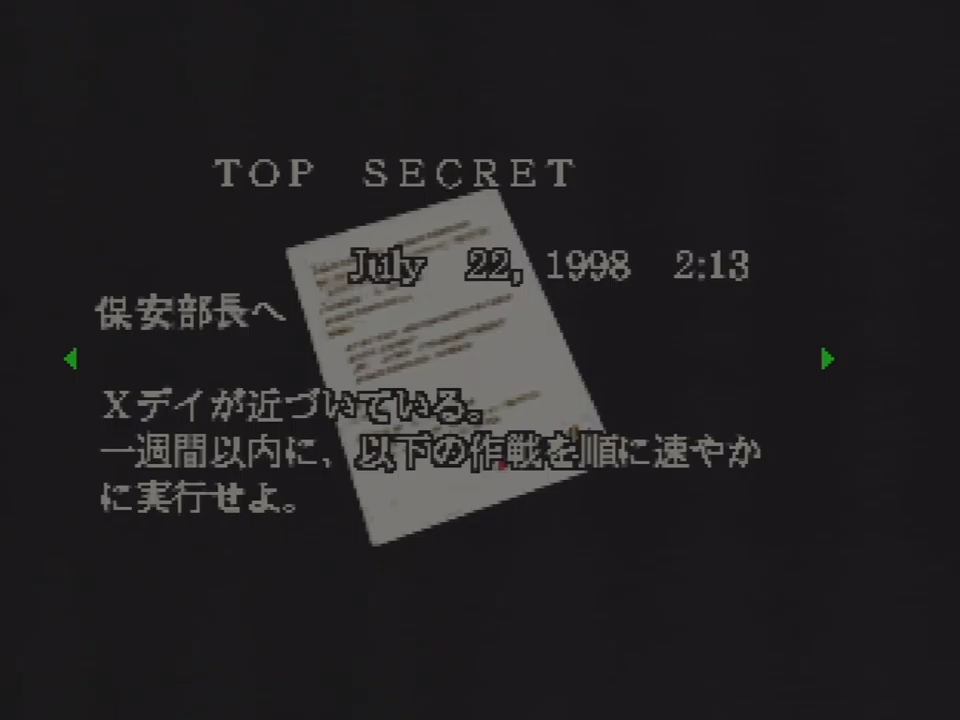 TOP SECRET
July 22, 1998 2:13
保安部長へ
Xデイが近づいている。
一週間以内に、以下の作戦を順に速やか
に実行せよ。